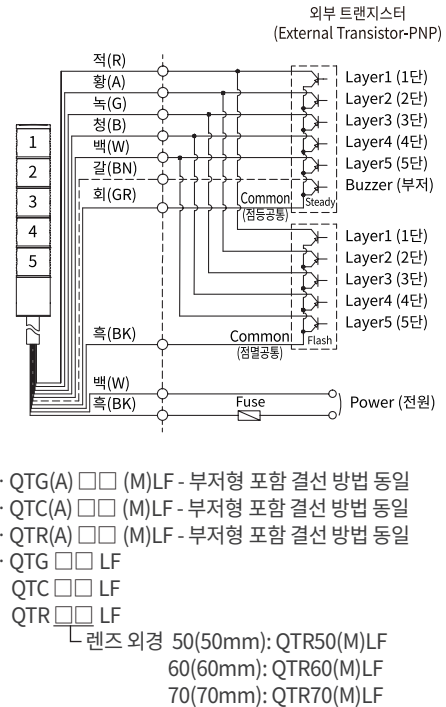 외부 트랜지스터
(External Transistor-PNP)
적(R)
황(A)
녹(G)
청(B)
백(W)
갈(BN)
회(GR)
Layer1 (1단)
Layer2 (2단)
Layer3 (3단)
Layer4 (4단)
Layer5 (5단)
Buzzer (부저)
Common
(점등공통)
Steady
1
2
3
4
5
Layer1 (1단)
Layer2 (2단)
Layer3 (3단)
Layer4 (4단)
Layer5 (5단)
흑(BK)
Common
(점멸공통)
Flash
백(W)
흑(BK)
Fuse
Power (전원)
· QTG(A) □□ (M)LF - 부저형 포함 결선 방법 동일
· QTC(A) □□ (M)LF - 부저형 포함 결선 방법 동일
· QTR(A) □□ (M)LF - 부저형 포함 결선 방법 동일
· QTG □□ LF
QTC □□ LF
QTR □□ LF
렌즈 외경 50(50mm): QTR50(M)LF
60(60mm): QTR60(M)LF
70(70mm): QTR70(M)LF